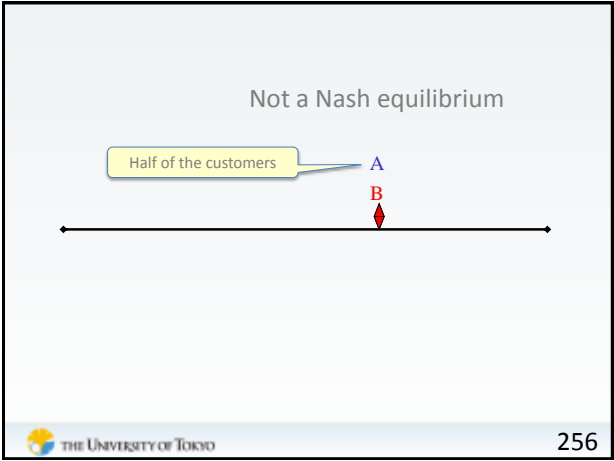 Not a Nash equilibrium
Half of the customers
A
B
THE UNIVERSITY OF TOKYO
256